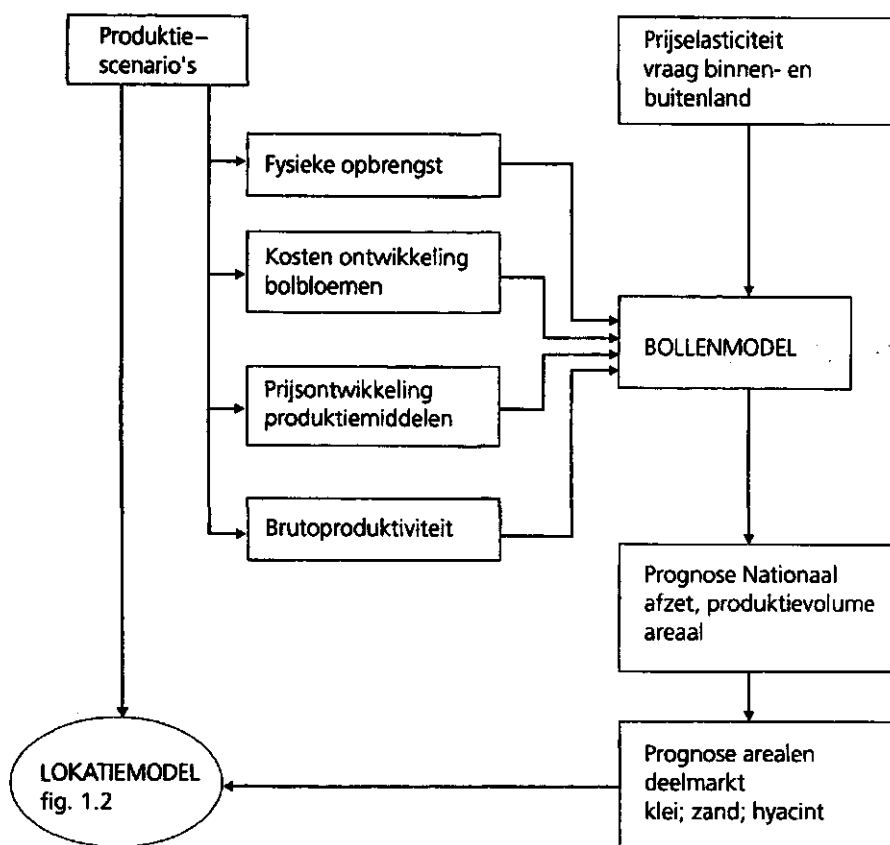 Produktie–
scenario's
Prijselasticiteit
vraag binnen- en
buitenland
Fysieke opbrengst
Kosten ontwikkeling
bolbloemen
BOLLENMODEL
Prijsontwikkeling
produktiemiddelen
Brutoproduktiviteit
Prognose Nationaal
afzet, produktievolume
areaal
LOKATIEMODEL
fig. 1.2
Prognose arealen
deelmarkt
klei; zand; hyacint